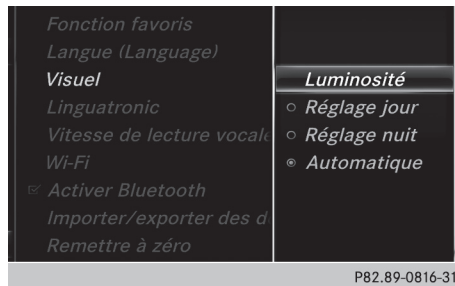 Fonction favoris
Langue (Language)
Visuel
Linguatronic
Vitesse de lecture vocale
Wi-Fi
Activer Bluetooth
Importer/exporter des d
Remettre à zéro
Luminosité
Réglage jour
Réglage nuit
Automatique
P82.89-0816-31